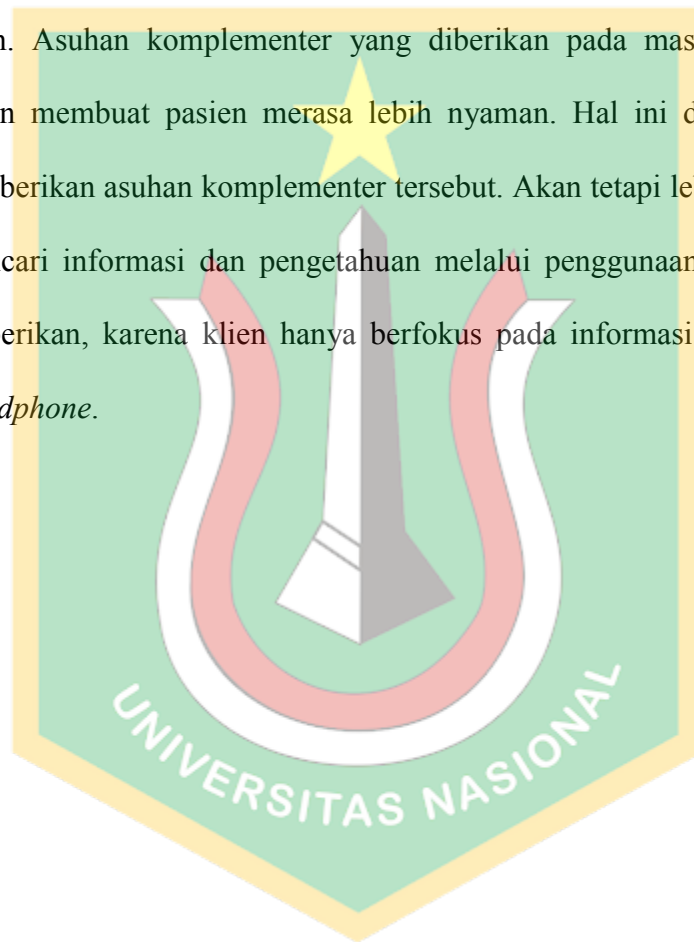 . Asuhan komplementer yang diberikan pada mas
membuat pasien merasa lebih nyaman. Hal ini d
berikan asuhan komplementer tersebut. Akan tetapi le
cari informasi dan pengetahuan melalui penggunaan
erikan, karena klien hanya berfokus pada informasi
dphone.
UNIVERSITAS NASIONAL